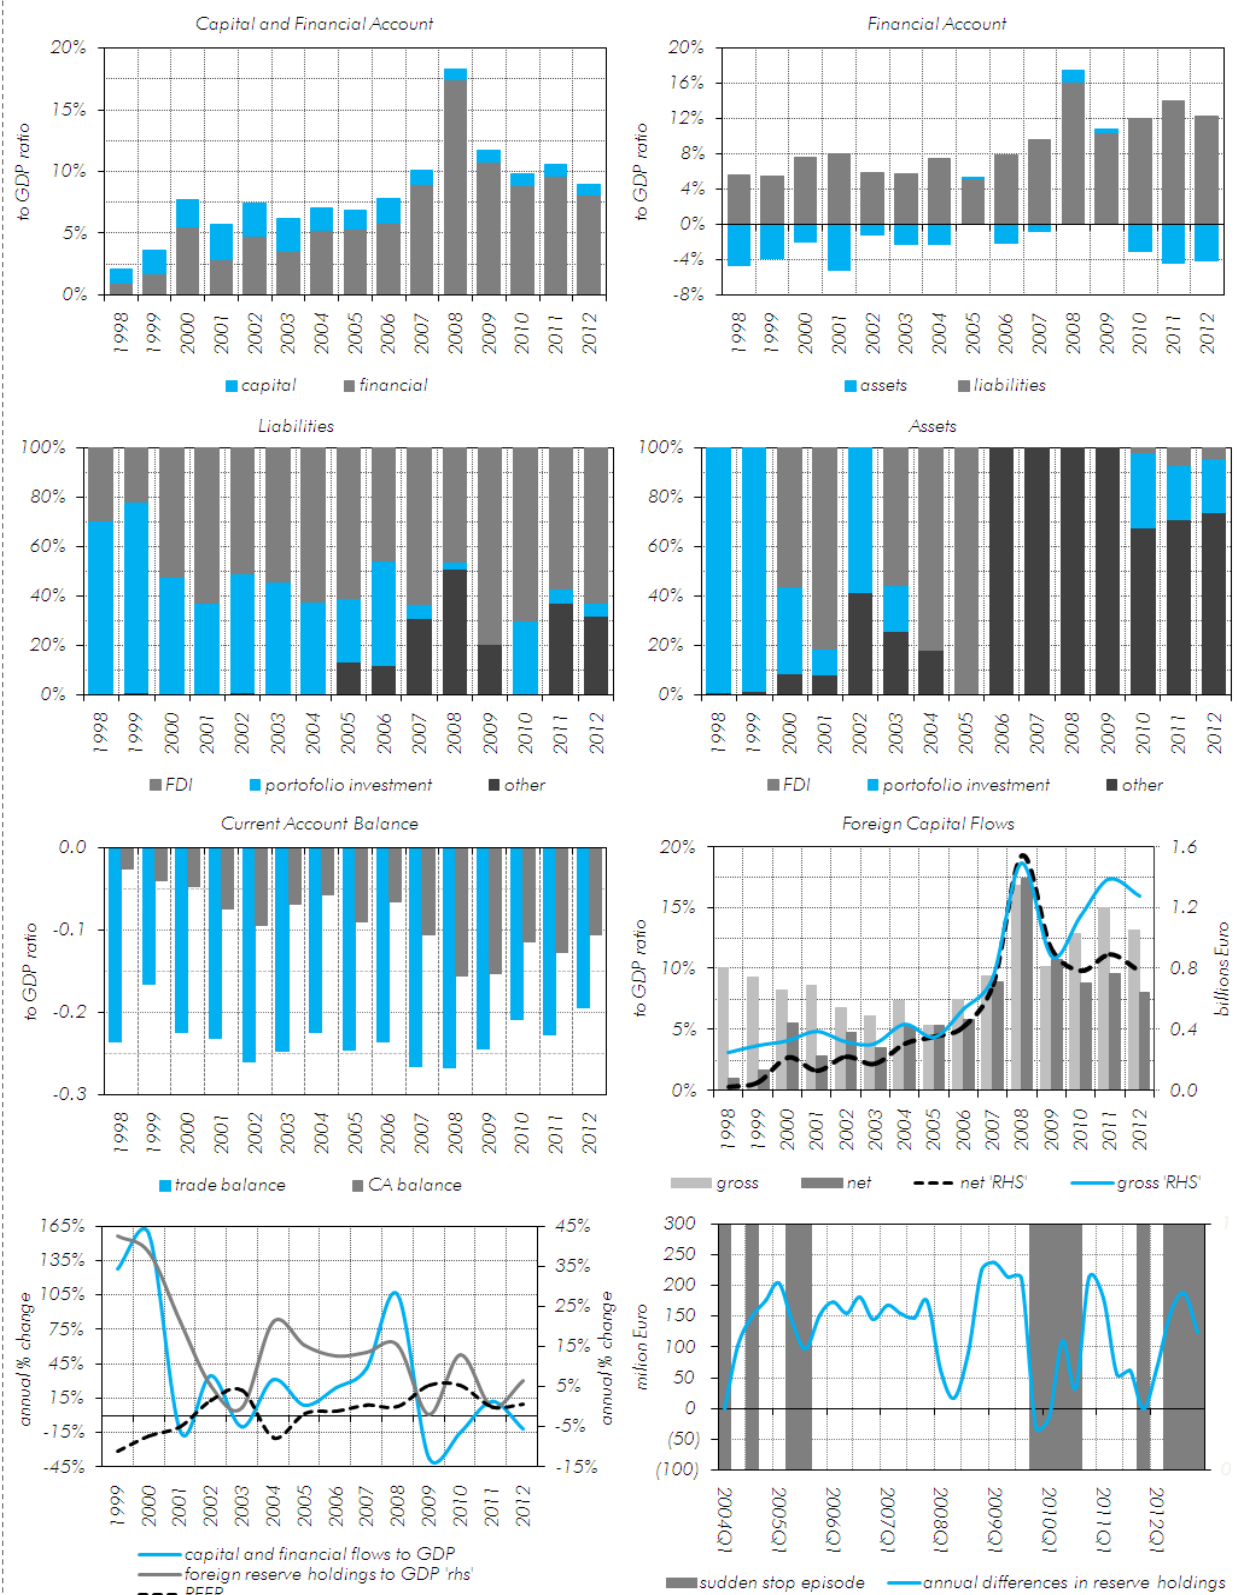 Capital and Financial Account
20%
15%
10%
5%
0%
to GDP ratio
1998 1999 2000 2001 2002 2003 2004 2005 2006 2007 2008 2009 2010 2011 2012
capital financial
Financial Account
20%
16%
12%
8%
4%
0%
-4%
-8%
to GDP ratio
1998 1999 2000 2001 2002 2003 2004 2005 2006 2007 2008 2009 2010 2011 2012
assets liabilities
Liabilities
100%
80%
60%
40%
20%
0%
1998 1999 2000 2001 2002 2003 2004 2005 2006 2007 2008 2009 2010 2011 2012
FDI portofolio investment other
Assets
100%
80%
60%
40%
20%
0%
1998 1999 2000 2001 2002 2003 2004 2005 2006 2007 2008 2009 2010 2011 2012
FDI portofolio investment other
Current Account Balance
0.0
-0.1
-0.2
-0.3
to GDP ratio
1998 1999 2000 2001 2002 2003 2004 2005 2006 2007 2008 2009 2010 2011 2012
trade balance CA balance
Foreign Capital Flows
20%
15%
10%
5%
0%
to GDP ratio
1.6
1.2
0.8
0.4
0.0
billions Euro
1998 1999 2000 2001 2002 2003 2004 2005 2006 2007 2008 2009 2010 2011 2012
gross net net 'RHS' gross 'RHS'
165%
135%
105%
75%
45%
15%
-15%
-45%
annual % change
45%
35%
25%
15%
5%
-5%
-15%
annual % change
1999 2000 2001 2002 2003 2004 2005 2006 2007 2008 2009 2010 2011 2012
capital and financial flows to GDP
foreign reserve holdings to GDP 'rhs'
REER
300
250
200
150
100
50
0
(50)
(100)
milion Euro
1
0
2004Q1 2005Q1 2006Q1 2007Q1 2008Q1 2009Q1 2010Q1 2011Q1 2012Q1
sudden stop episode annual differences in reserve holdings